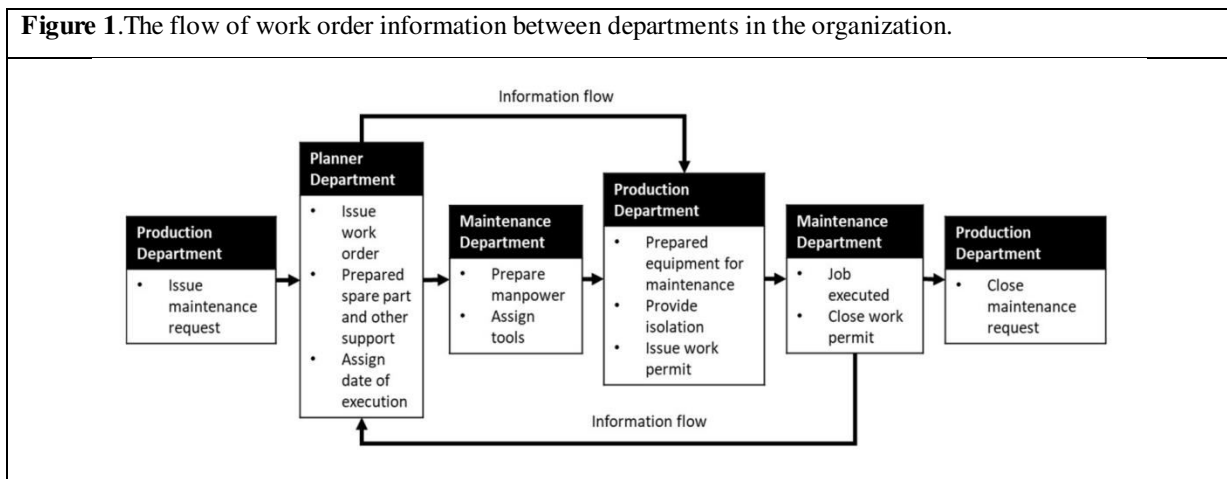 Figure 1.The flow of work order information between departments in the organization.
Information flow
Production
Department
• Issue
maintenance
request
Planner
Department
• Issue
work
order
• Prepared
spare part
and other
support
• Assign
date of
execution
Maintenance
Department
• Prepare
manpower
• Assign
tools
Production
Department
• Prepared
equipment for
maintenance
• Provide
isolation
• Issue work
permit
Maintenance
Department
• Job
executed
• Close work
permit
Production
Department
• Close
maintenance
request
Information flow